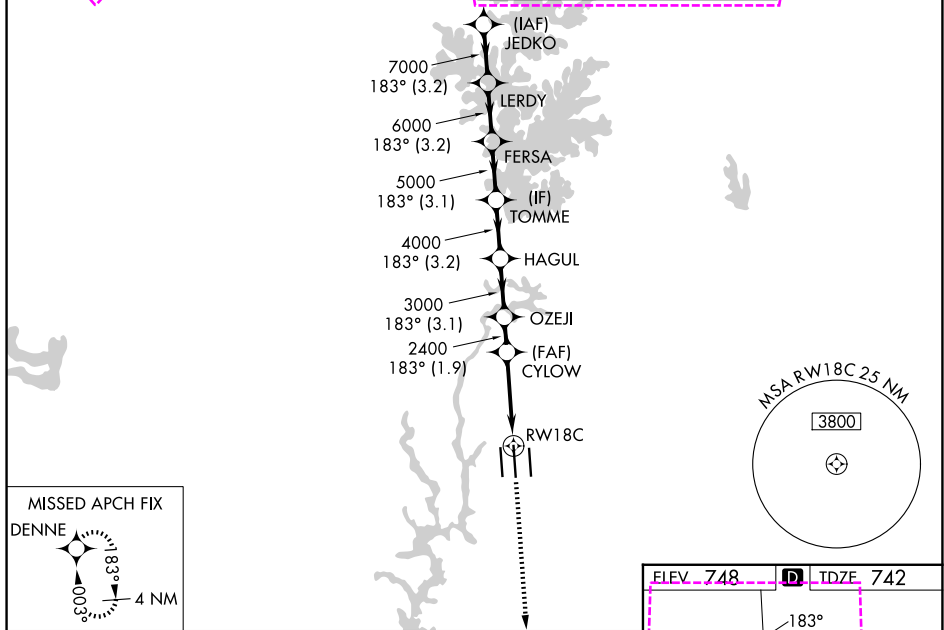 (IAF)
JEDKO
7000
183° (3.2)
LERDY
6000
183° (3.2)
FERSA
5000
183° (3.1)
(IF)
TOMME
4000
183° (3.2)
HAGUL
3000
183° (3.1)
OZEJI
2400
183° (1.9)
(FAF)
CYLOW
RW18C
MSA RW18C 25 NM
3800
MISSED APCH FIX
DENNE
183°
003°
4 NM
ELEV 748 D TDZE 742
183°